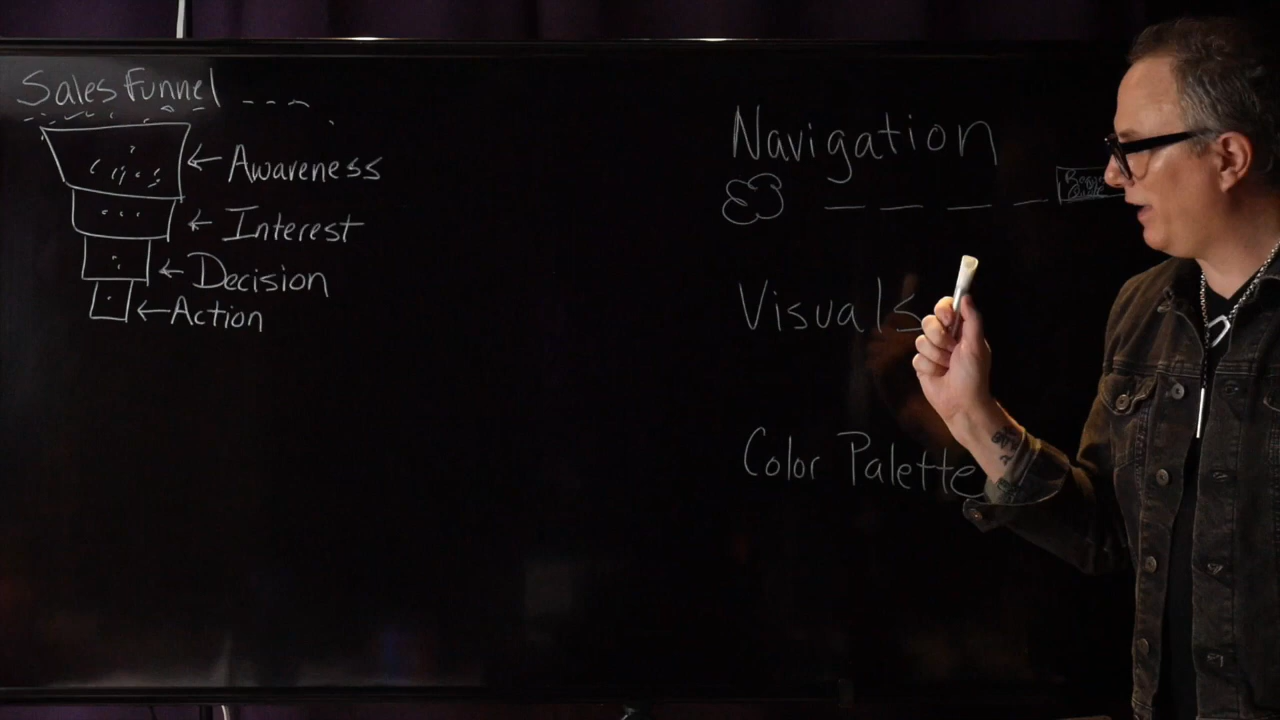 Sales Funnel
Awareness
Interest
Decision
Action
Navigation
Visuals
Color Palette